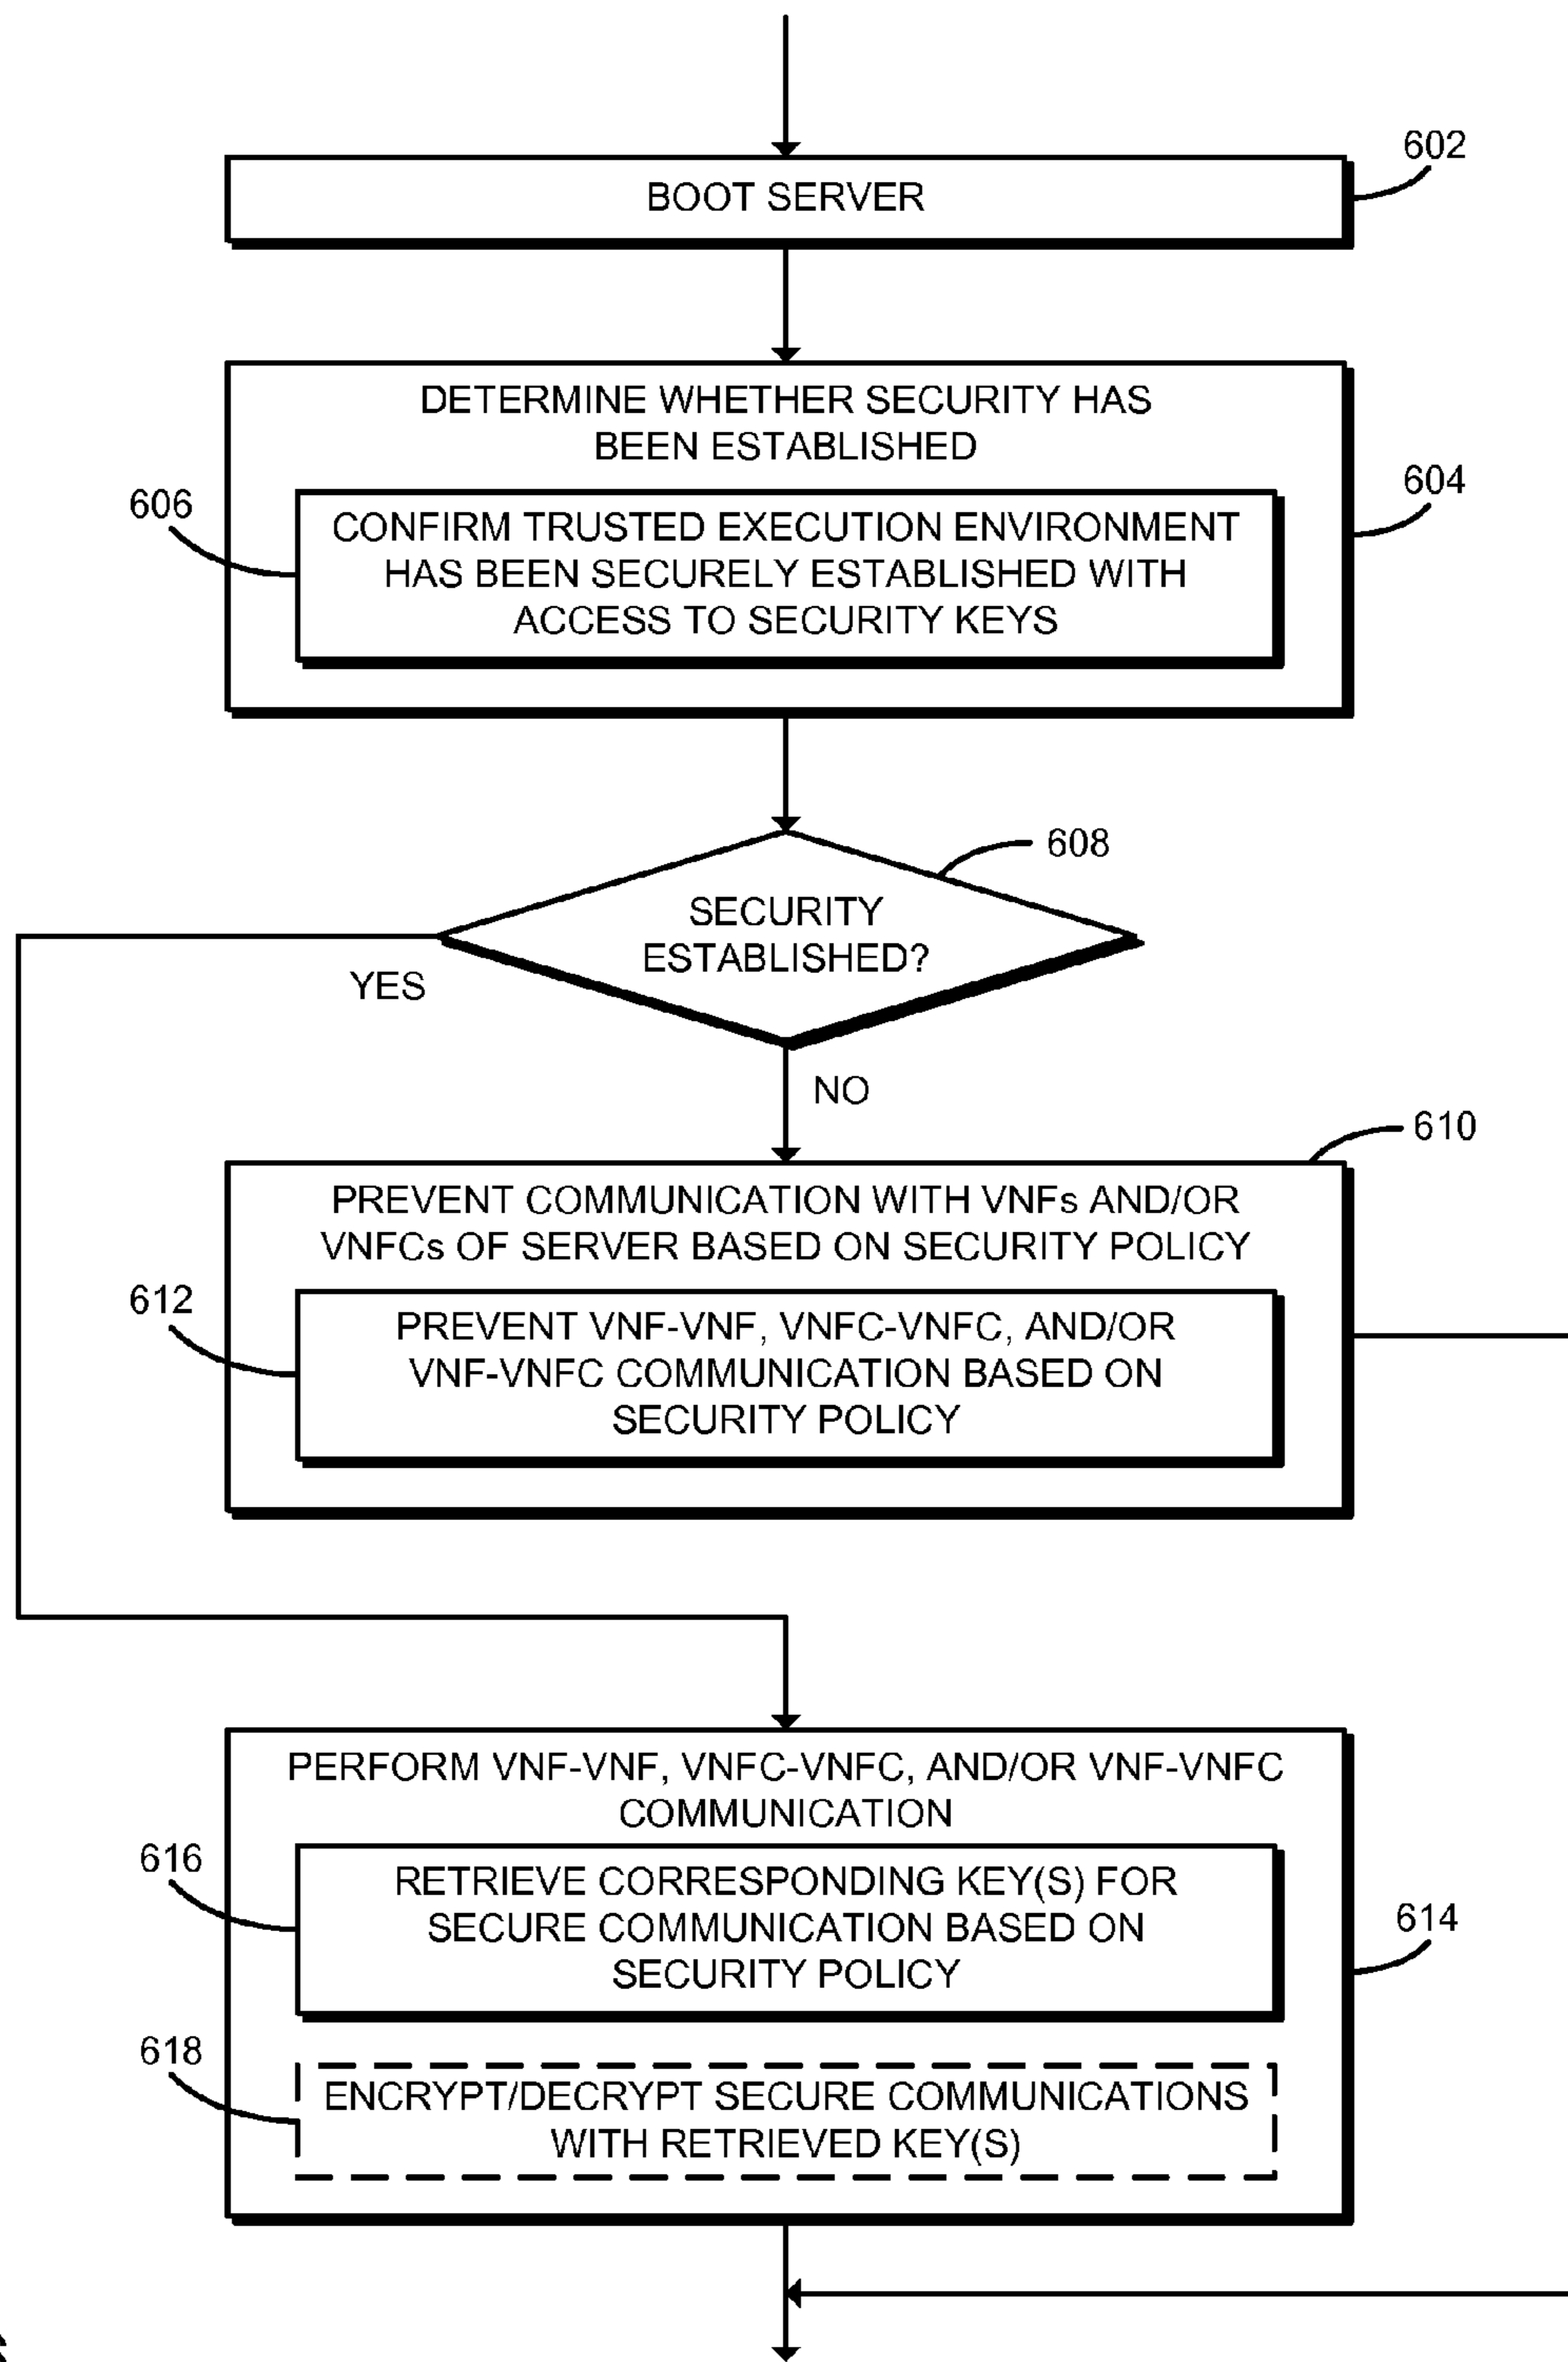 602
BOOT SERVER
DETERMINE WHETHER SECURITY HAS
BEEN ESTABLISHED
604
606
CONFIRM TRUSTED EXECUTION ENVIRONMENT
HAS BEEN SECURELY ESTABLISHED WITH
ACCESS TO SECURITY KEYS
608
SECURITY
ESTABLISHED?
YES
NO
610
PREVENT COMMUNICATION WITH VNFs AND/OR
VNFCs OF SERVER BASED ON SECURITY POLICY
612
PREVENT VNF-VNF, VNFC-VNFC, AND/OR
VNF-VNFC COMMUNICATION BASED ON
SECURITY POLICY
PERFORM VNF-VNF, VNFC-VNFC, AND/OR VNF-VNFC
COMMUNICATION
616
RETRIEVE CORRESPONDING KEY(S) FOR
SECURE COMMUNICATION BASED ON
SECURITY POLICY
614
618
ENCRYPT/DECRYPT SECURE COMMUNICATIONS
WITH RETRIEVED KEY(S)